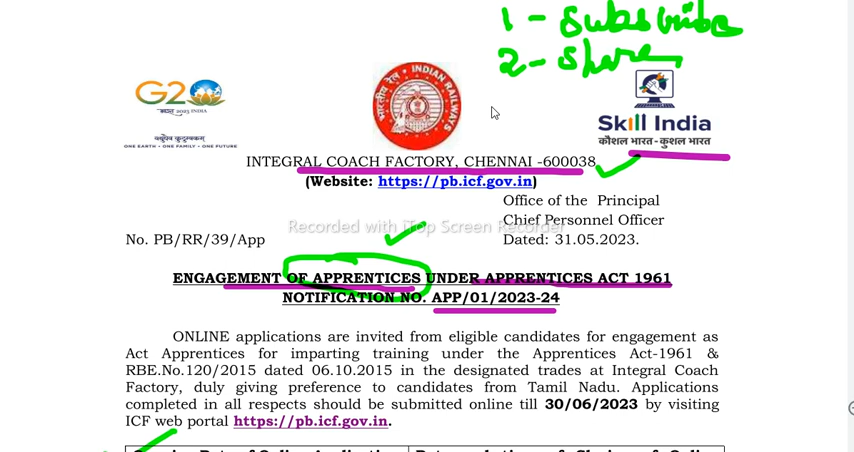 1 - Subscribe
2 - Share
G20
भारत 2023 INDIA
वसुधैव कुटुम्बकम्
ONE EARTH • ONE FAMILY • ONE FUTURE
भारतीय रेल INDIAN RAILWAYS
Skill India
कौशल भारत-कुशल भारत
INTEGRAL COACH FACTORY, CHENNAI -600038
(Website: https://pb.icf.gov.in)
Office of the Principal
Chief Personnel Officer
Recorded with iTop Screen Recorder
No. PB/RR/39/App Dated: 31.05.2023.
ENGAGEMENT OF APPRENTICES UNDER APPRENTICES ACT 1961
NOTIFICATION NO. APP/01/2023-24
ONLINE applications are invited from eligible candidates for engagement as
Act Apprentices for imparting training under the Apprentices Act-1961 &
RBE.No.120/2015 dated 06.10.2015 in the designated trades at Integral Coach
Factory, duly giving preference to candidates from Tamil Nadu. Applications
completed in all respects should be submitted online till 30/06/2023 by visiting
ICF web portal https://pb.icf.gov.in.